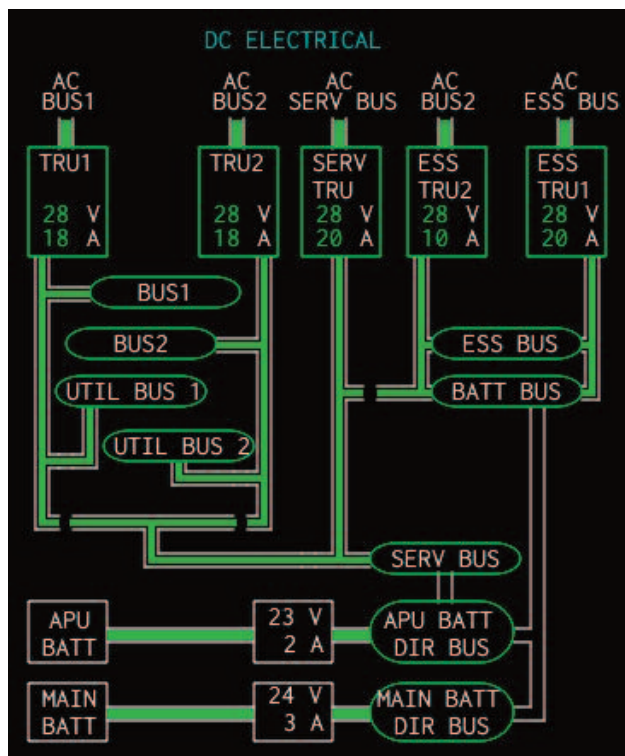 DC ELECTRICAL
AC AC AC AC AC
BUS1 BUS2 SERV BUS BUS2 ESS BUS
TRU1 TRU2 SERV ESS ESS
TRU TRU2 TRU1
28 V 28 V 28 V 28 V 28 V
18 A 18 A 20 A 10 A 20 A
BUS1
BUS2 ESS BUS
UTIL BUS 1 BATT BUS
UTIL BUS 2
SERV BUS
APU 23 V APU BATT
BATT 2 A DIR BUS
MAIN 24 V MAIN BATT
BATT 3 A DIR BUS